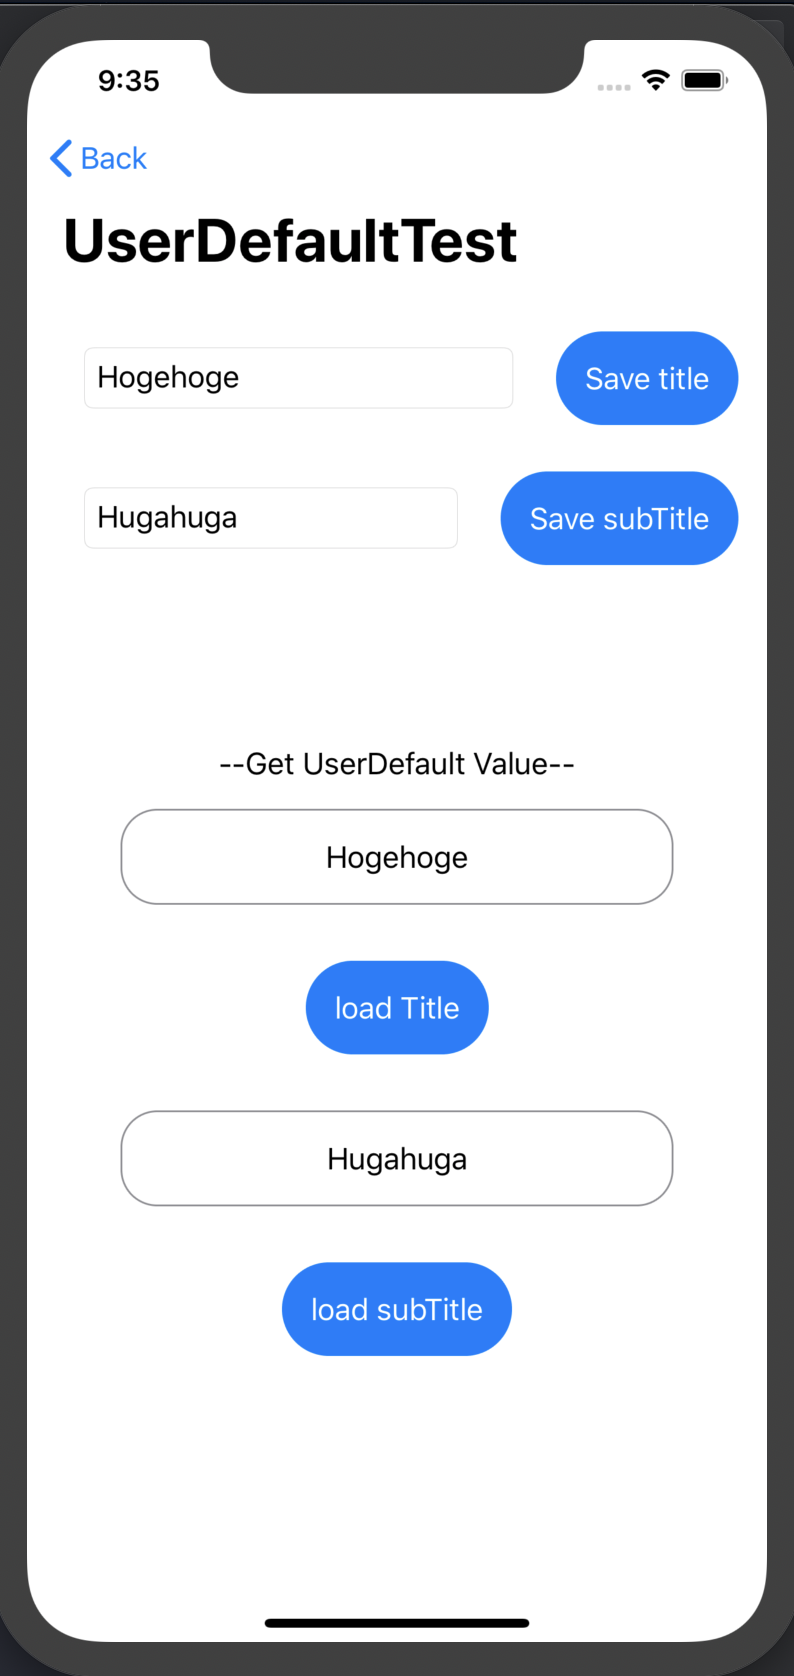 9:35
Back
UserDefaultTest
Hogehoge
Save title
Hugahuga
Save subTitle
--Get UserDefault Value--
Hogehoge
load Title
Hugahuga
load subTitle